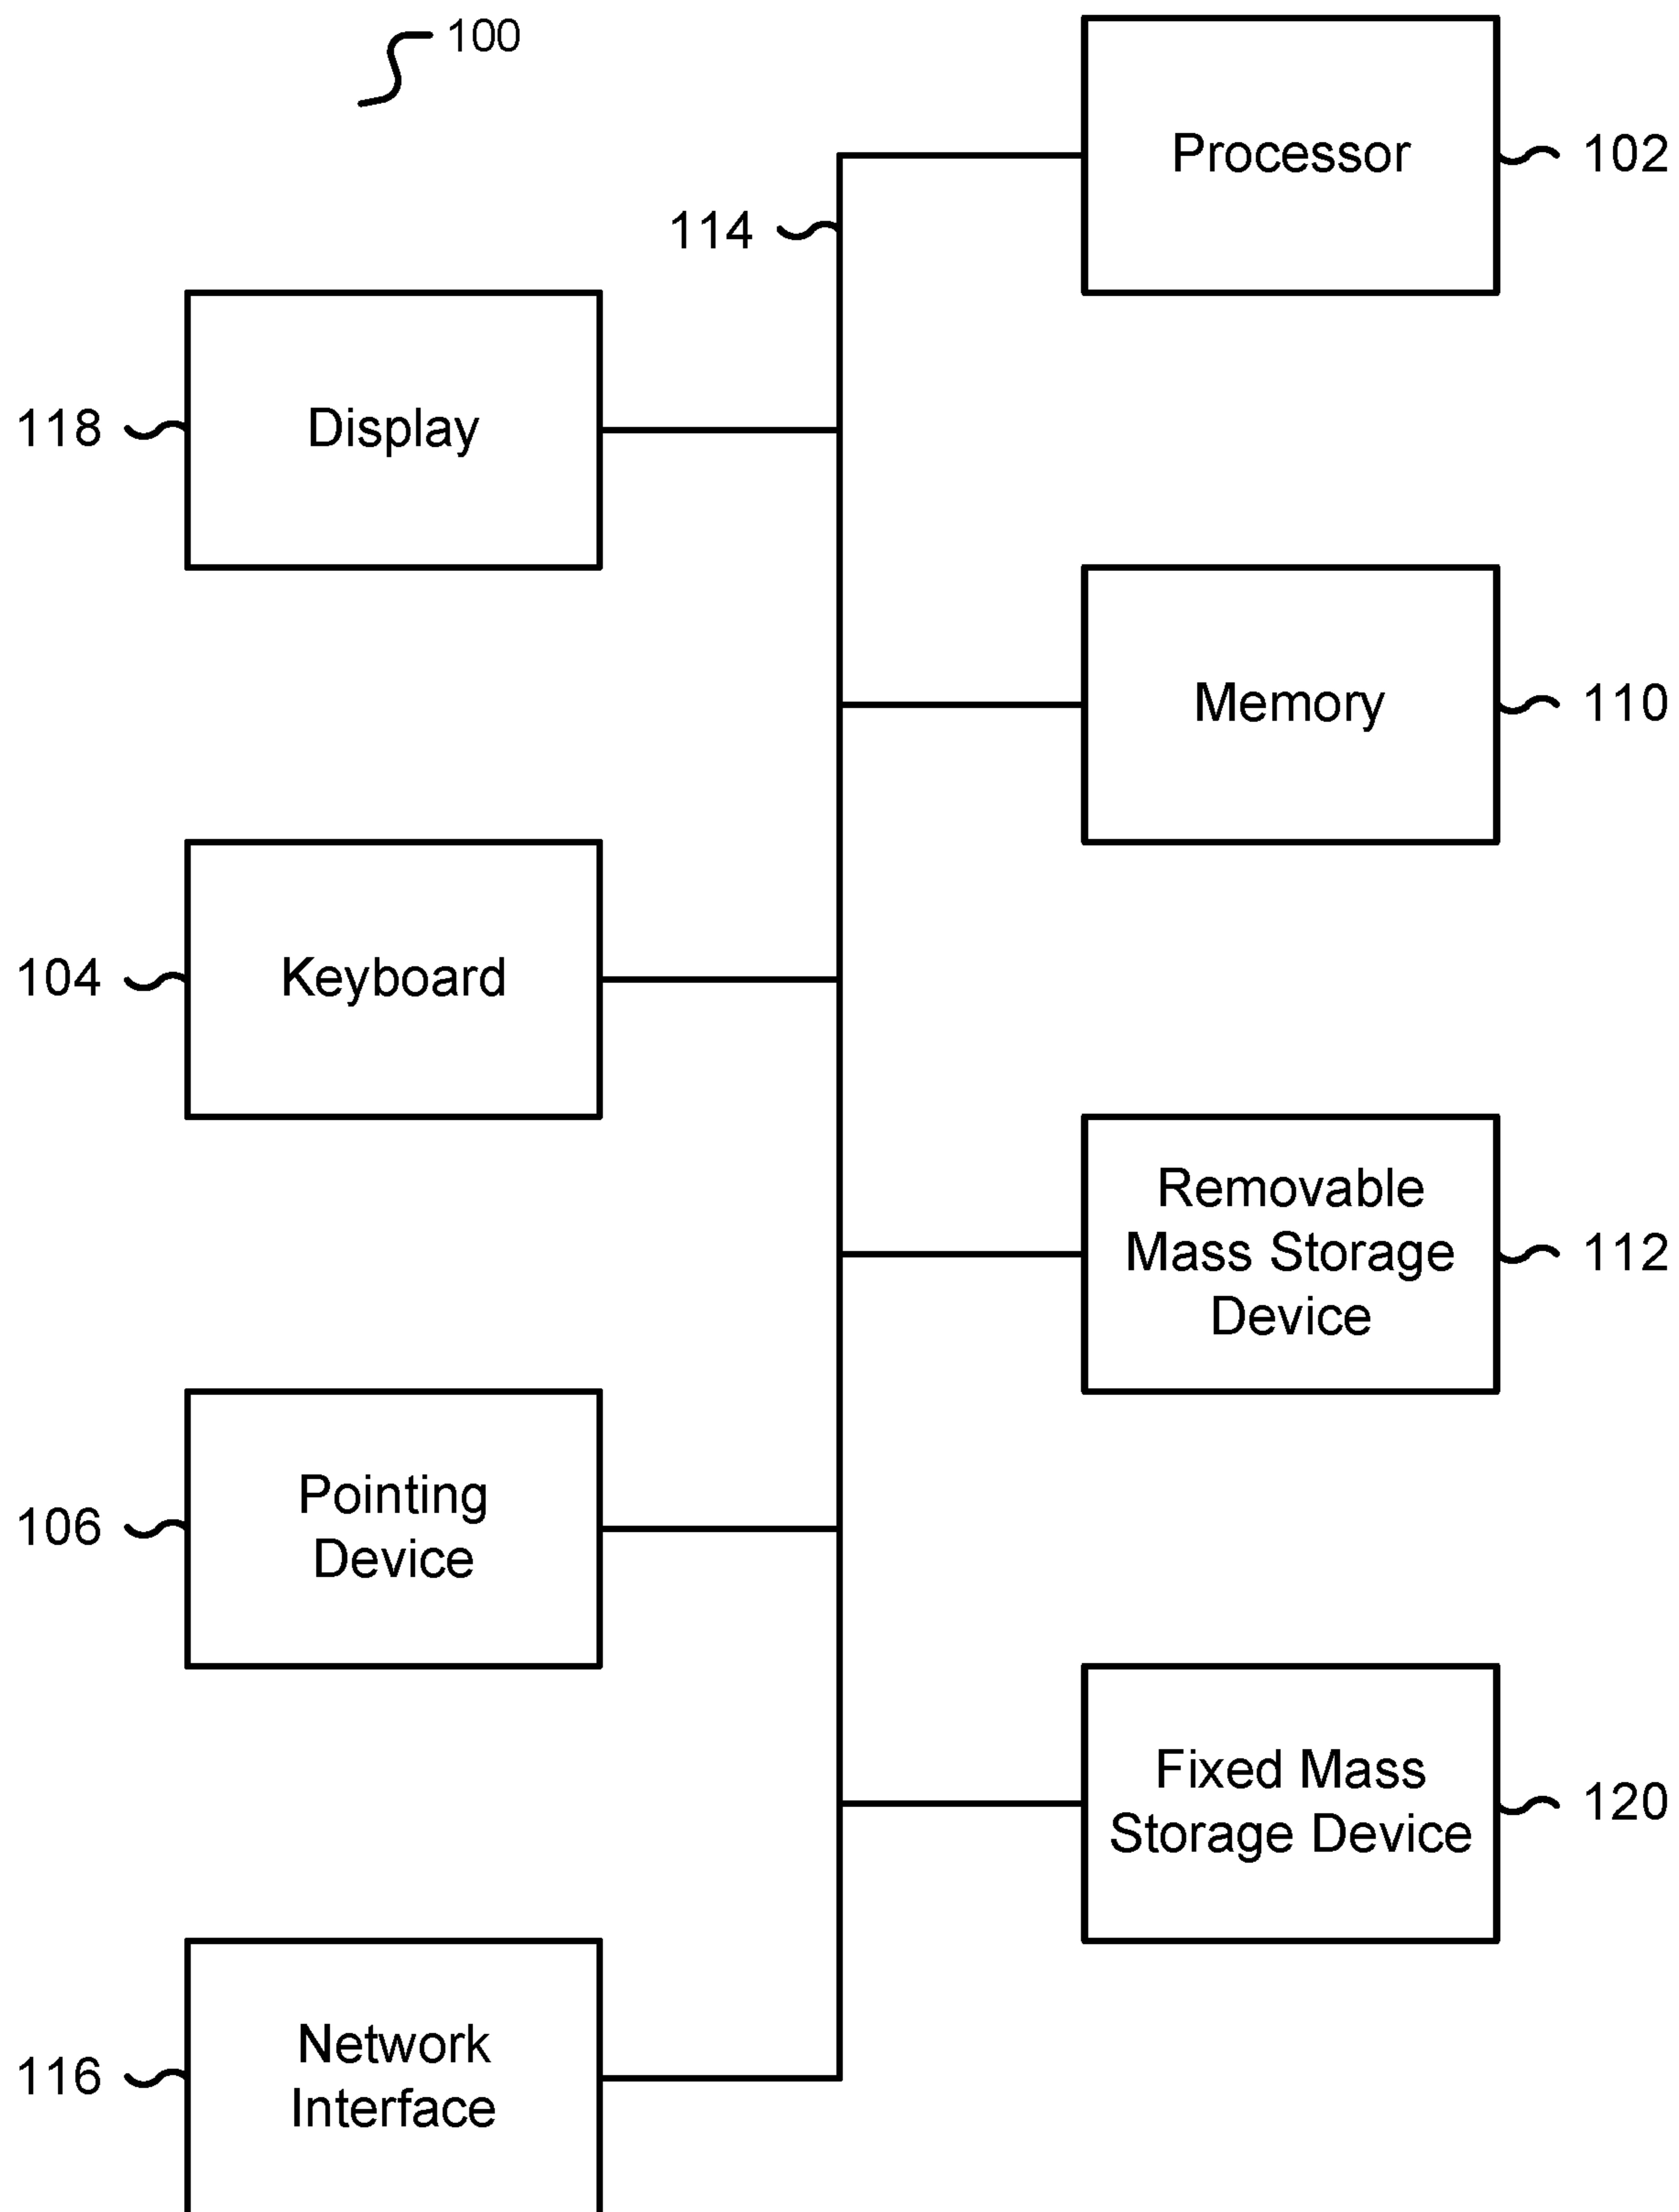 100
Processor
102
114
118
Display
Memory
110
104
Keyboard
Removable
Mass Storage
Device
112
106
Pointing
Device
Fixed Mass
Storage Device
120
116
Network
Interface